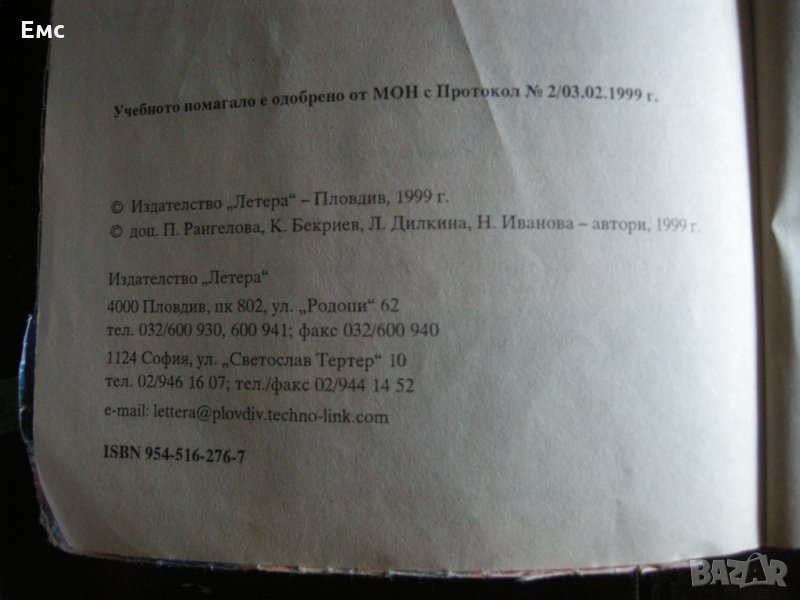 Емс
Учебното помагало е одобрено от МОН с Протокол № 2/03.02.1999 г.
© Издателство „Летера“ – Пловдив, 1999 г.
© доц. П. Рангелова, К. Бекриев, Л. Дилкина, Н. Иванова – автори, 1999 г.
Издателство „Летера“
4000 Пловдив, пк 802, ул. „Родопи“ 62
тел. 032/600 930, 600 941; факс 032/600 940
1124 София, ул. „Светослав Тертер“ 10
тел. 02/946 16 07; тел./факс 02/944 14 52
e-mail: lettera@plovdiv.techno-link.com
ISBN 954-516-276-7
BAZAR